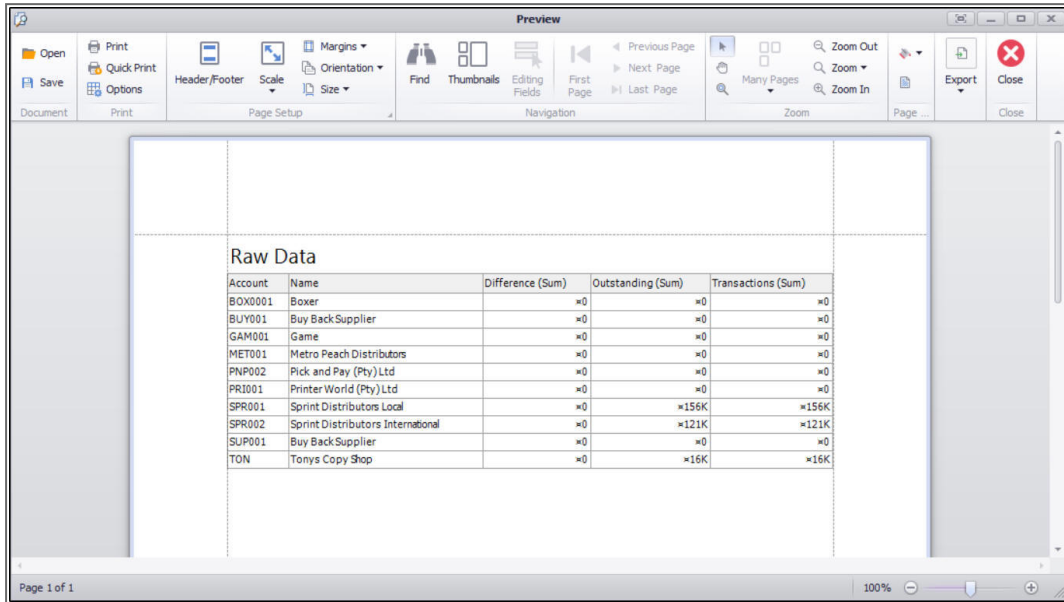 Preview
Open Save Document
Print Quick Print Options Print
Header/Footer Scale Margins Orientation Size Page Setup
Find Thumbnails Editing Fields First Page Previous Page Next Page Last Page Navigation
Many Pages Zoom Out Zoom Zoom In Zoom
Page ...
Export
Close Close
Raw Data
Account Name Difference (Sum) Outstanding (Sum) Transactions (Sum)
BOX0001 Boxer ¤0 ¤0 ¤0
BUY001 Buy Back Supplier ¤0 ¤0 ¤0
GAM001 Game ¤0 ¤0 ¤0
MET001 Metro Peach Distributors ¤0 ¤0 ¤0
PNP002 Pick and Pay (Pty) Ltd ¤0 ¤0 ¤0
PRI001 Printer World (Pty) Ltd ¤0 ¤0 ¤0
SPR001 Sprint Distributors Local ¤0 ¤156K ¤156K
SPR002 Sprint Distributors International ¤0 ¤121K ¤121K
SUP001 Buy Back Supplier ¤0 ¤0 ¤0
TON Tonys Copy Shop ¤0 ¤16K ¤16K
Page 1 of 1 100%